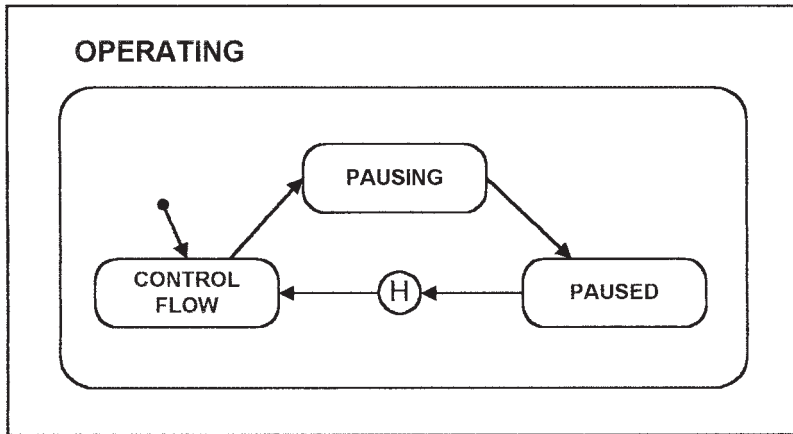 OPERATING
PAUSING
CONTROL
FLOW
H
PAUSED